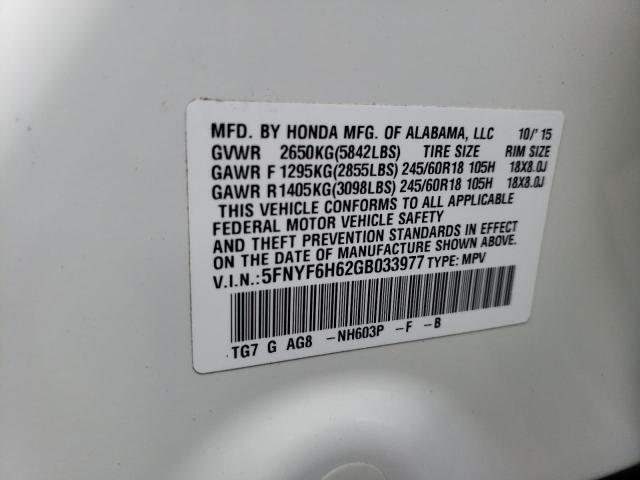 MFD. BY HONDA MFG. OF ALABAMA, LLC 10/'15
GVWR 2650KG(5842LBS) TIRE SIZE RIM SIZE
GAWR F 1295KG(2855LBS) 245/60R18 105H 18X8.0J
GAWR R1405KG(3098LBS) 245/60R18 105H 18X8.0J
THIS VEHICLE CONFORMS TO ALL APPLICABLE
FEDERAL MOTOR VEHICLE SAFETY
AND THEFT PREVENTION STANDARDS IN EFFECT
ON THE DATE OF MANUFACTURE SHOWN ABOVE.
V.I.N.:5FNYF6H62GB033977 TYPE: MPV
TG7 G AG8 -NH603P -F -B